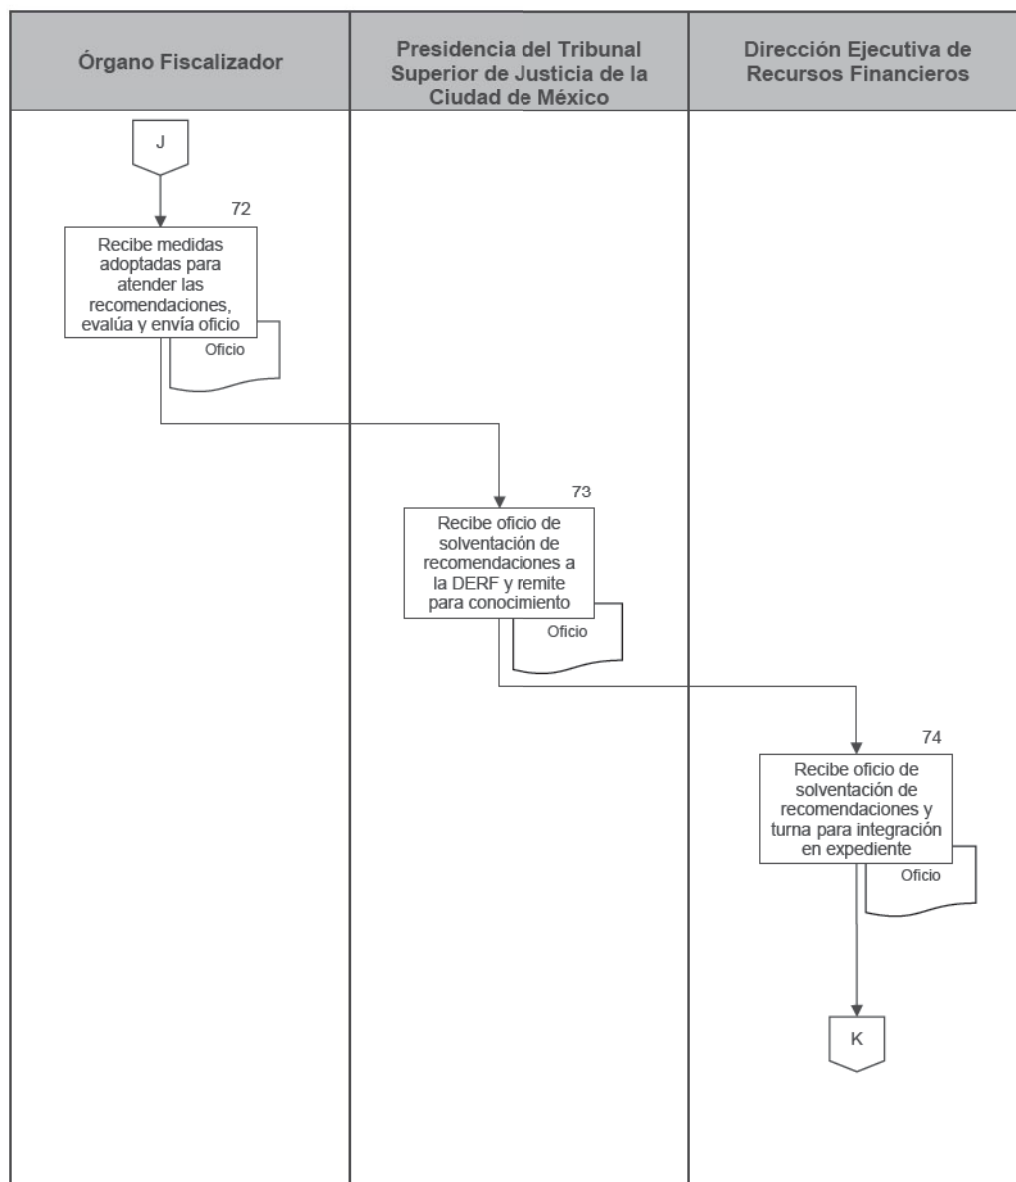 Órgano Fiscalizador
Presidencia del Tribunal
Superior de Justicia de la
Ciudad de México
Dirección Ejecutiva de
Recursos Financieros
J
72
Recibe medidas
adoptadas para
atender las
recomendaciones,
evalúa y envía oficio
Oficio
73
Recibe oficio de
solventación de
recomendaciones a
la DERF y remite
para conocimiento
Oficio
74
Recibe oficio de
solventación de
recomendaciones y
turna para integración
en expediente
Oficio
K